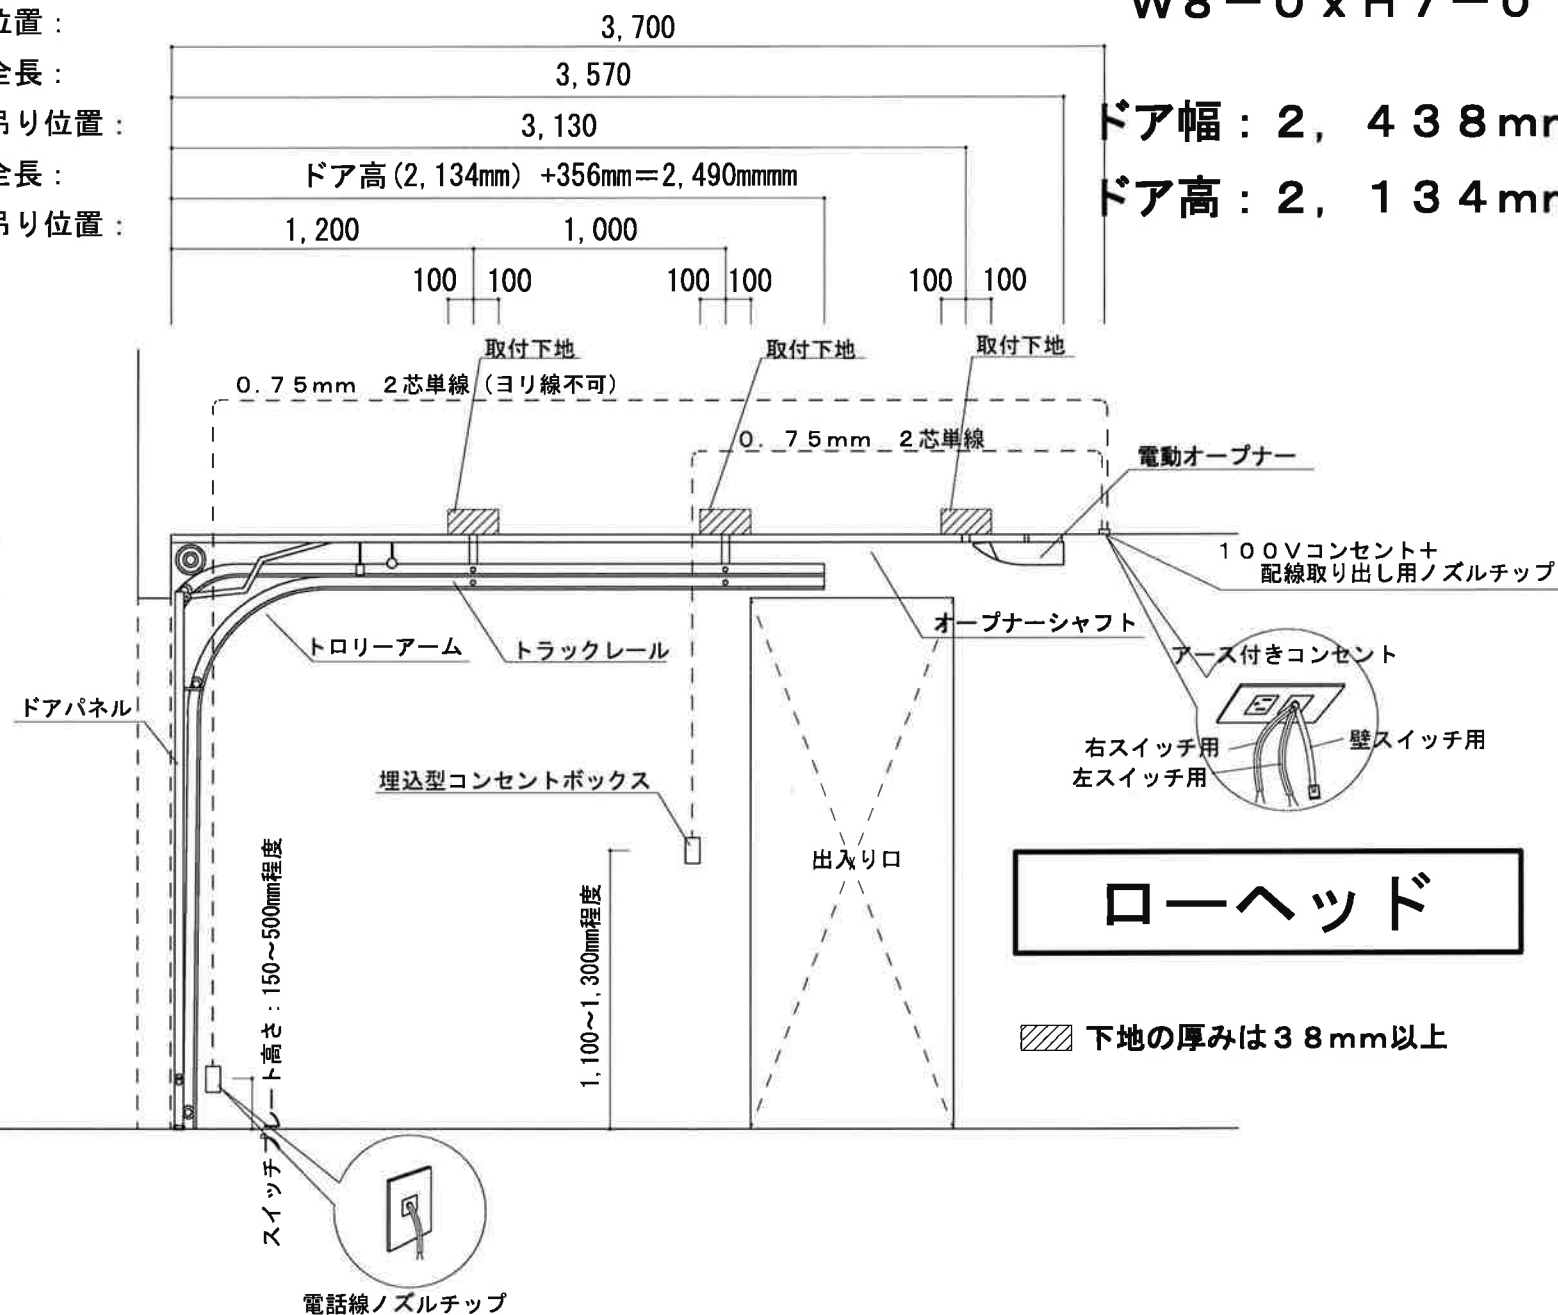 位置：
3,700
W8-0xH7-0
全長：
3,570
吊り位置：
3,130
ドア幅：2,438mm
全長：
ドア高(2,134mm) +356mm=2,490mmmm
ドア高：2,134mm
吊り位置：
1,200
1,000
100 100
100 100
100 100
取付下地
取付下地
取付下地
0.75mm 2芯単線（ヨリ線不可）
0.75mm 2芯単線
電動オープナー
100Vコンセント+
配線取り出し用ノズルチップ
オープナーシャフト
トロリーアーム
トラックレール
アース付きコンセント
ドアパネル
右スイッチ用
壁スイッチ用
左スイッチ用
埋込型コンセントボックス
出入り口
ローヘッド
スイッチプレート高さ：150~500mm程度
1,100~1,300mm程度
下地の厚みは38mm以上
電話線ノズルチップ